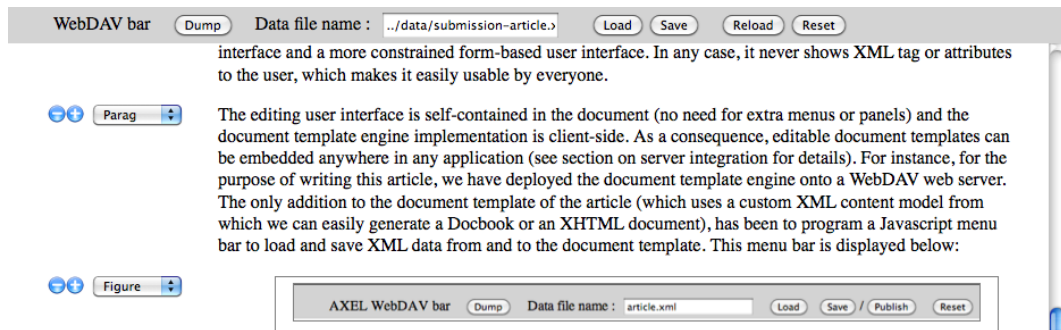 WebDAV bar Dump Data file name : ../data/submission-article.x Load Save Reload Reset
interface and a more constrained form-based user interface. In any case, it never shows XML tag or attributes
to the user, which makes it easily usable by everyone.
Parag The editing user interface is self-contained in the document (no need for extra menus or panels) and the
document template engine implementation is client-side. As a consequence, editable document templates can
be embedded anywhere in any application (see section on server integration for details). For instance, for the
purpose of writing this article, we have deployed the document template engine onto a WebDAV web server.
The only addition to the document template of the article (which uses a custom XML content model from
which we can easily generate a Docbook or an XHTML document), has been to program a Javascript menu
bar to load and save XML data from and to the document template. This menu bar is displayed below:
Figure AXEL WebDAV bar Dump Data file name : article.xml Load Save / Publish Reset